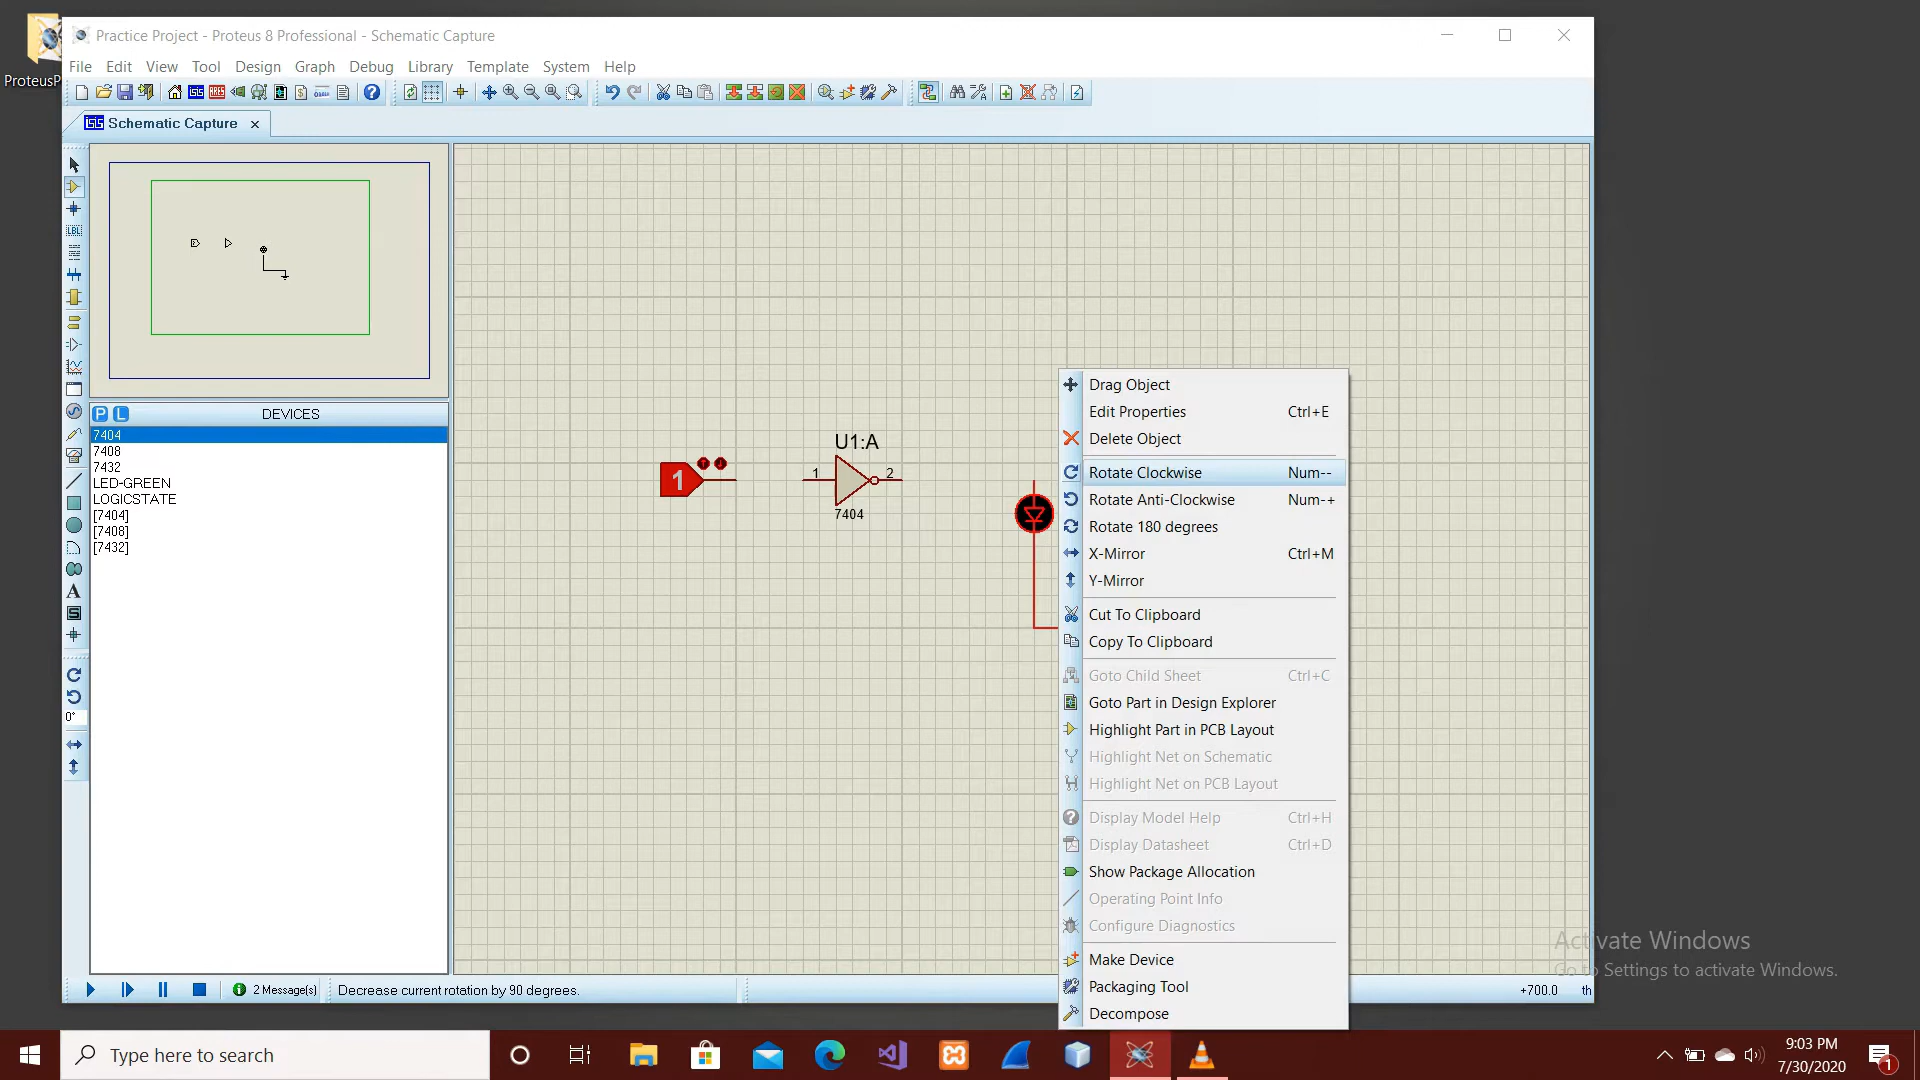 ProteusP
Practice Project - Proteus 8 Professional - Schematic Capture
File Edit View Tool Design Graph Debug Library Template System Help
Schematic Capture
P L DEVICES
7404
7408
7432
LED-GREEN
LOGICSTATE
[7404]
[7408]
[7432]
LBL
A
S
0°
U1:A
1
1
2
7404
Drag Object
Edit Properties Ctrl+E
Delete Object
Rotate Clockwise Num--
Rotate Anti-Clockwise Num-+
Rotate 180 degrees
X-Mirror Ctrl+M
Y-Mirror
Cut To Clipboard
Copy To Clipboard
Goto Child Sheet Ctrl+C
Goto Part in Design Explorer
Highlight Part in PCB Layout
Highlight Net on Schematic
Highlight Net on PCB Layout
Display Model Help Ctrl+H
Display Datasheet Ctrl+D
Show Package Allocation
Operating Point Info
Configure Diagnostics
Make Device
Packaging Tool
Decompose
Activate Windows
Go to Settings to activate Windows.
2 Message(s) Decrease current rotation by 90 degrees. +700.0 th
Type here to search
9:03 PM
7/30/2020
1